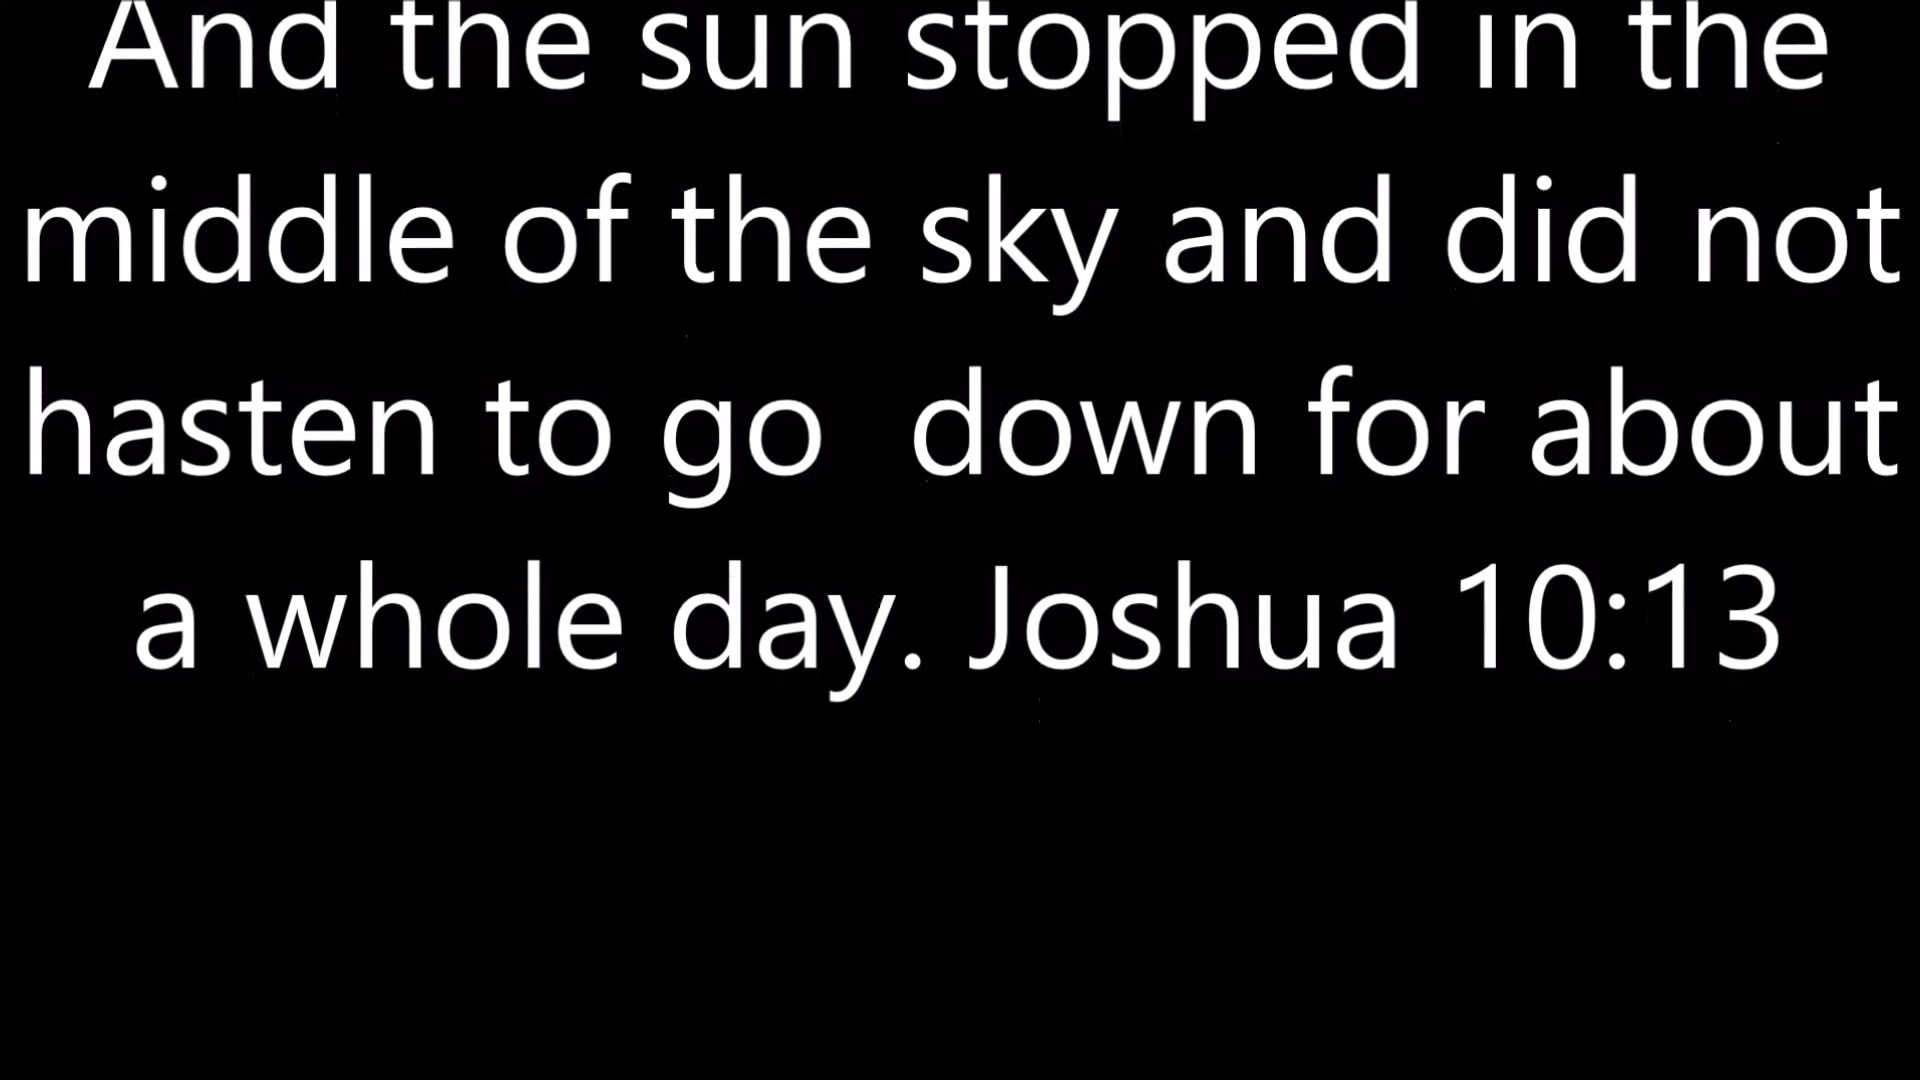 And the sun stopped in the
middle of the sky and did not
hasten to go  down for about
a whole day. Joshua 10:13